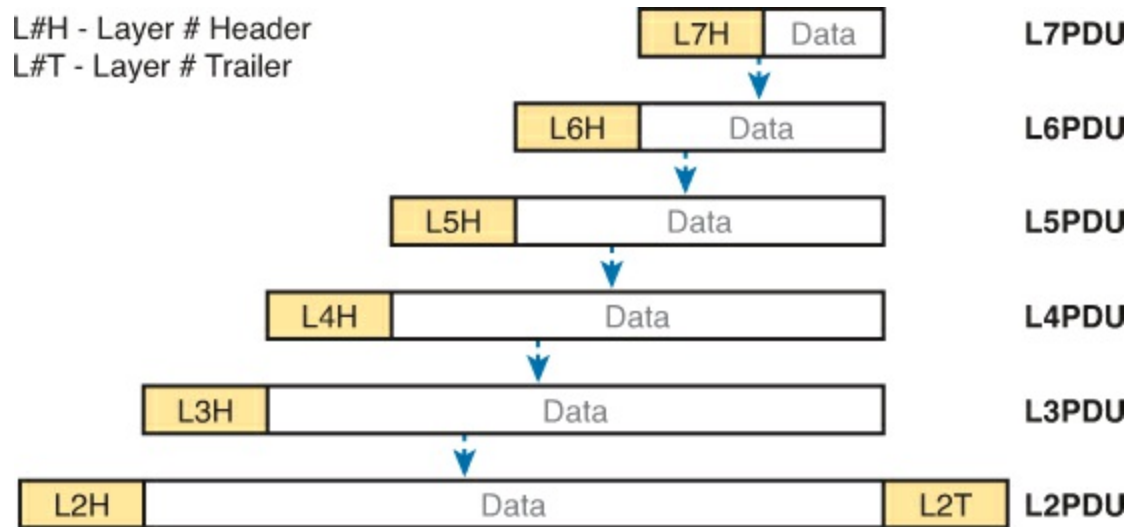 L#H - Layer # Header
L#T - Layer # Trailer
L7H Data L7PDU
L6H Data L6PDU
L5H Data L5PDU
L4H Data L4PDU
L3H Data L3PDU
L2H Data L2T L2PDU